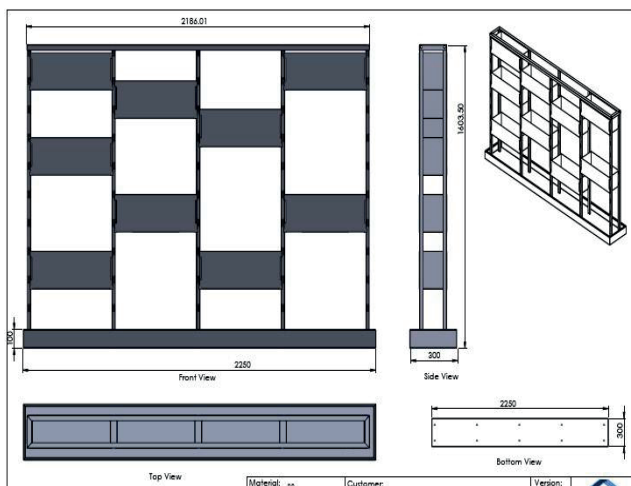 2186.01
1603.50
100
2250
Front View
300
Side View
2250
300
Top View
Bottom View
Material:
Customer:
Version: